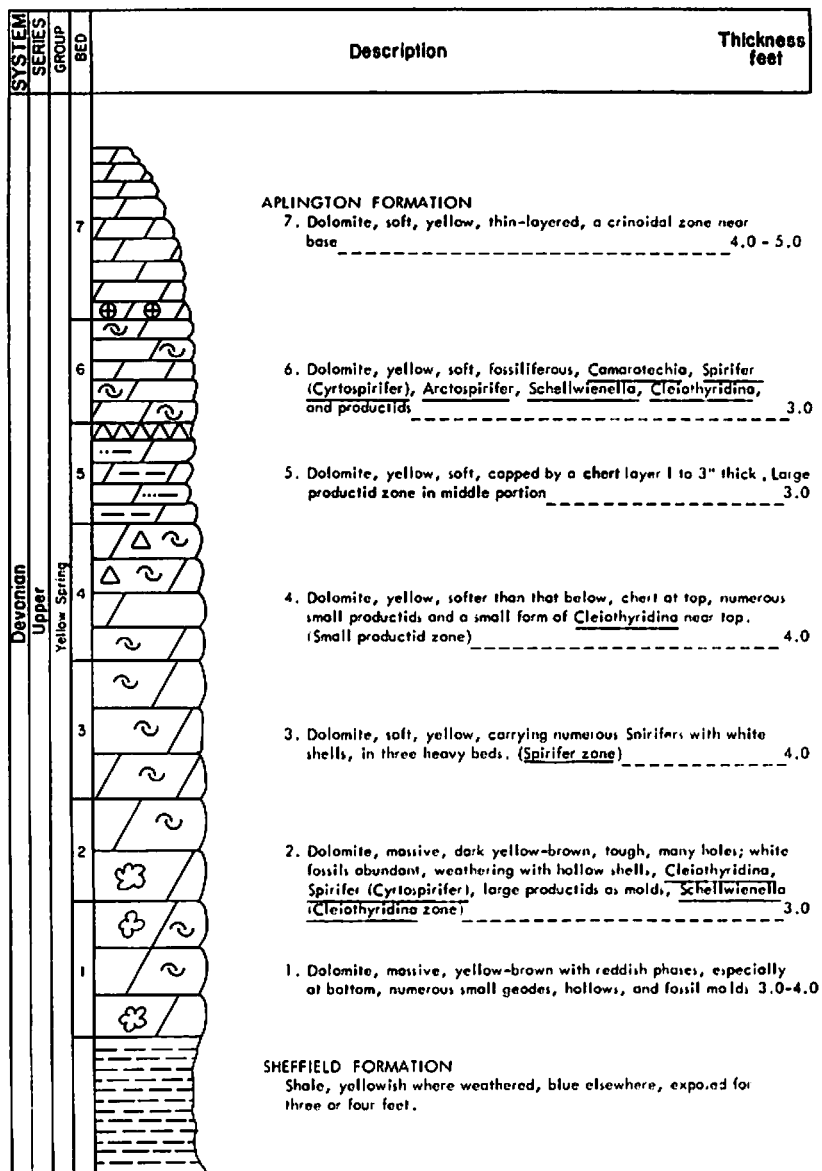 SYSTEM
SERIES
GROUP
BED
Description
Thickness
feet
Devonian
Upper
Yellow Spring
APLINGTON FORMATION
7
7. Dolomite, soft, yellow, thin-layered, a crinoidal zone near
base 4.0 - 5.0
6
6. Dolomite, yellow, soft, fossiliferous, Camarotechia, Spirifer
(Cyrtospirifer), Arctospirifer, Schellwienella, Cleiothyridina,
and productids 3.0
5
5. Dolomite, yellow, soft, capped by a chert layer 1 to 3" thick. Large
productid zone in middle portion 3.0
4
4. Dolomite, yellow, softer than that below, chert at top, numerous
small productids and a small form of Cleiothyridina near top.
(Small productid zone) 4.0
3
3. Dolomite, soft, yellow, carrying numerous Spirifers with white
shells, in three heavy beds. (Spirifer zone) 4.0
2
2. Dolomite, massive, dark yellow-brown, tough, many holes; white
fossils abundant, weathering with hollow shells, Cleiothyridina,
Spirifer (Cyrtospirifer), large productids as molds, Schellwienella
(Cleiothyridina zone) 3.0
1
1. Dolomite, massive, yellow-brown with reddish phases, especially
at bottom, numerous small geodes, hollows, and fossil molds 3.0-4.0
SHEFFIELD FORMATION
Shale, yellowish where weathered, blue elsewhere, exposed for
three or four feet.